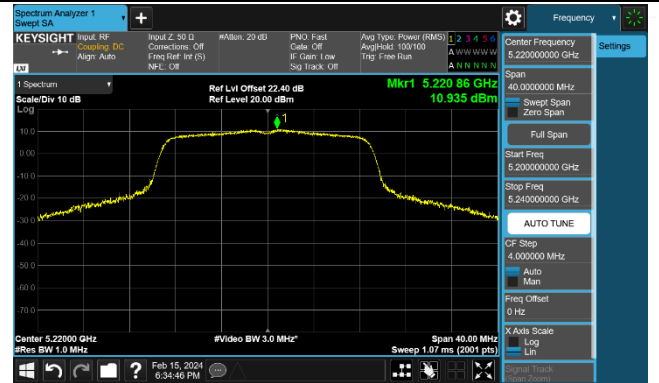 Spectrum Analyzer 1
Swept SA
Frequency
KEYSIGHT
Input: RF
Coupling: DC
Align: Auto
Input Z: 50 Ω
Corrections: Off
Freq Ref: Int (S)
NFE: Off
#Atten: 20 dB
PNO: Fast
Gate: Off
IF Gain: Low
Sig Track: Off
Avg Type: Power (RMS)
Avg|Hold: 100/100
Trig: Free Run
1 2 3 4 5 6
A W W W W W
A N N N N N
LXI
1 Spectrum
Scale/Div 10 dB
Log
Ref Lvl Offset 22.40 dB
Ref Level 20.00 dBm
Mkr1 5.220 86 GHz
10.935 dBm
1
10.0
0.00
-10.0
-20.0
-30.0
-40.0
-50.0
-60.0
-70.0
Center 5.22000 GHz
#Res BW 1.0 MHz
#Video BW 3.0 MHz*
Span 40.00 MHz
Sweep 1.07 ms (2001 pts)
Feb 15, 2024
6:34:46 PM
Center Frequency
5.220000000 GHz
Settings
Span
40.0000000 MHz
Swept Span
Zero Span
Full Span
Start Freq
5.200000000 GHz
Stop Freq
5.240000000 GHz
AUTO TUNE
CF Step
4.000000 MHz
Auto
Man
Freq Offset
0 Hz
X Axis Scale
Log
Lin
Signal Track
(Span Zoom)